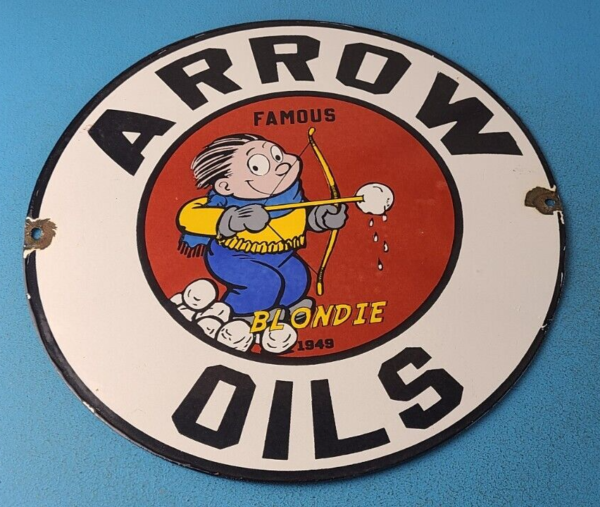 ARROW
FAMOUS
BLONDIE
1949
OILS